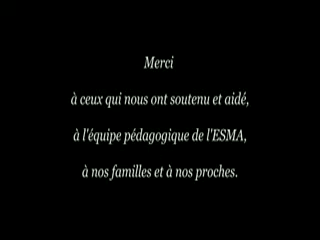 Merci
à ceux qui nous ont soutenu et aidé,
à l'équipe pédagogique de l'ESMA,
à nos familles et à nos proches.